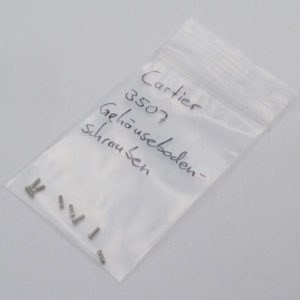 Cartier
3507
Gehäuseboden-
schrauben